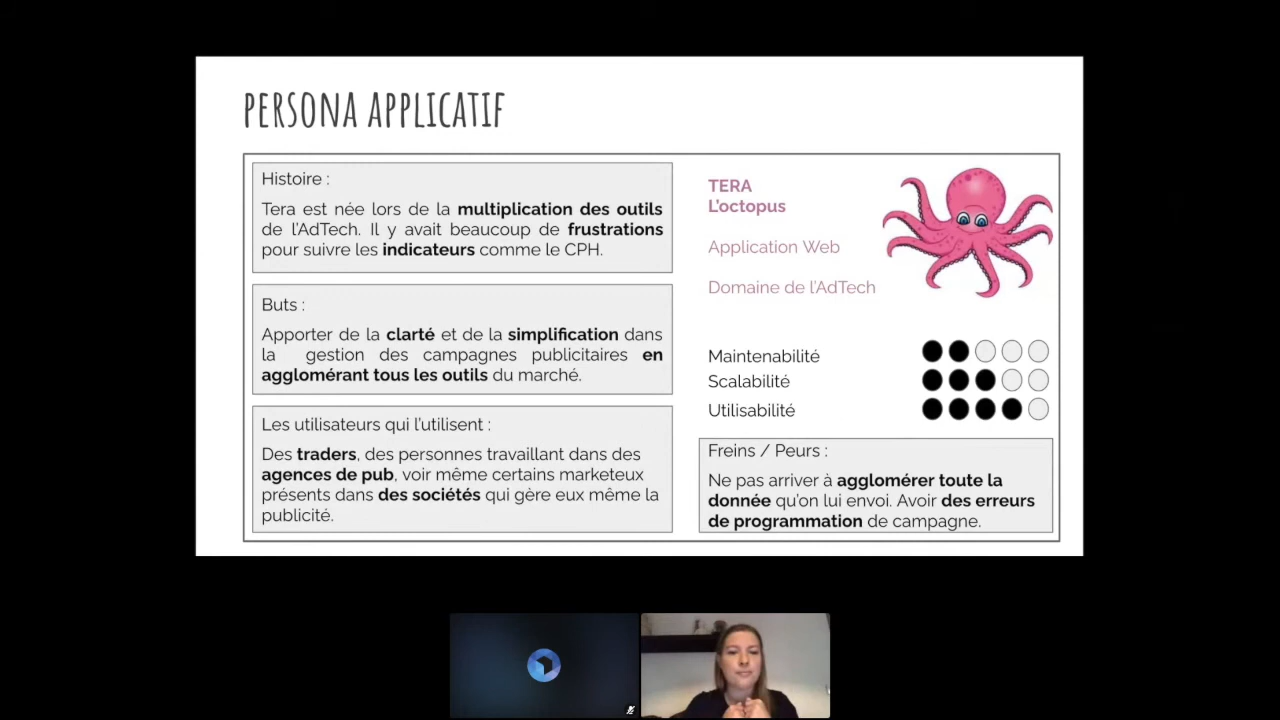 PERSONA APPLICATIF
Histoire :
Tera est née lors de la multiplication des outils
de l'AdTech. Il y avait beaucoup de frustrations
pour suivre les indicateurs comme le CPH.
Buts :
Apporter de la clarté et de la simplification dans
la gestion des campagnes publicitaires en
agglomérant tous les outils du marché.
Les utilisateurs qui l'utilisent :
Des traders, des personnes travaillant dans des
agences de pub, voir même certains marketeux
présents dans des sociétés qui gère eux même la
publicité.
TERA
L'octopus
Application Web
Domaine de l'AdTech
Maintenabilité
Scalabilité
Utilisabilité
Freins / Peurs :
Ne pas arriver à agglomérer toute la
donnée qu'on lui envoi. Avoir des erreurs
de programmation de campagne.